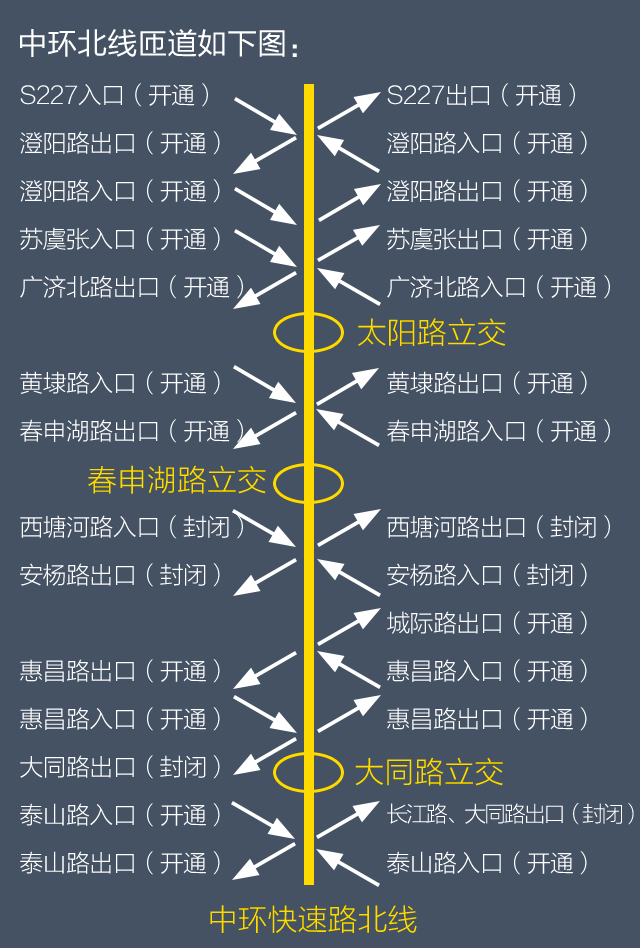 中环北线匝道如下图：
S227入口（开通） S227出口（开通）
澄阳路出口（开通） 澄阳路入口（开通）
澄阳路入口（开通） 澄阳路出口（开通）
苏虞张入口（开通） 苏虞张出口（开通）
广济北路出口（开通） 广济北路入口（开通）
太阳路立交
黄埭路入口（开通） 黄埭路出口（开通）
春申湖路出口（开通） 春申湖路入口（开通）
春申湖路立交
西塘河路入口（封闭） 西塘河路出口（封闭）
安杨路出口（封闭） 安杨路入口（封闭）
城际路出口（开通）
惠昌路出口（开通） 惠昌路入口（开通）
惠昌路入口（开通） 惠昌路出口（开通）
大同路出口（封闭） 大同路立交
泰山路入口（开通） 长江路、大同路出口（封闭）
泰山路出口（开通） 泰山路入口（开通）
中环快速路北线